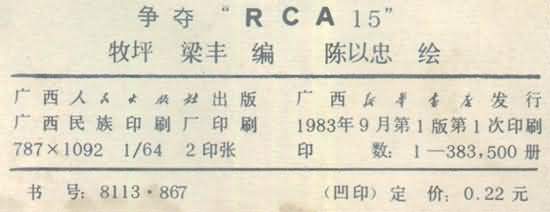 争夺“RCA15”
牧坪 梁丰 编 陈以忠 绘
广西人民出版社出版 广西新华书店发行
广西民族印刷厂印刷 1983年9月第1版第1次印刷
787×1092 1/64 2印张 印 数：1—383,500册
书号：8113·867 （凹印）定价：0.22元